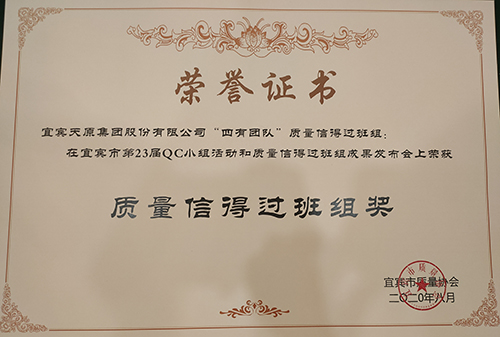 荣誉证书
宜宾天原集团股份有限公司“四有团队”质量信得过班组：
在宜宾市第23届QC小组活动和质量信得过班组成果发布会上荣获
质量信得过班组奖
宜宾市质量协会
二〇二〇年八月